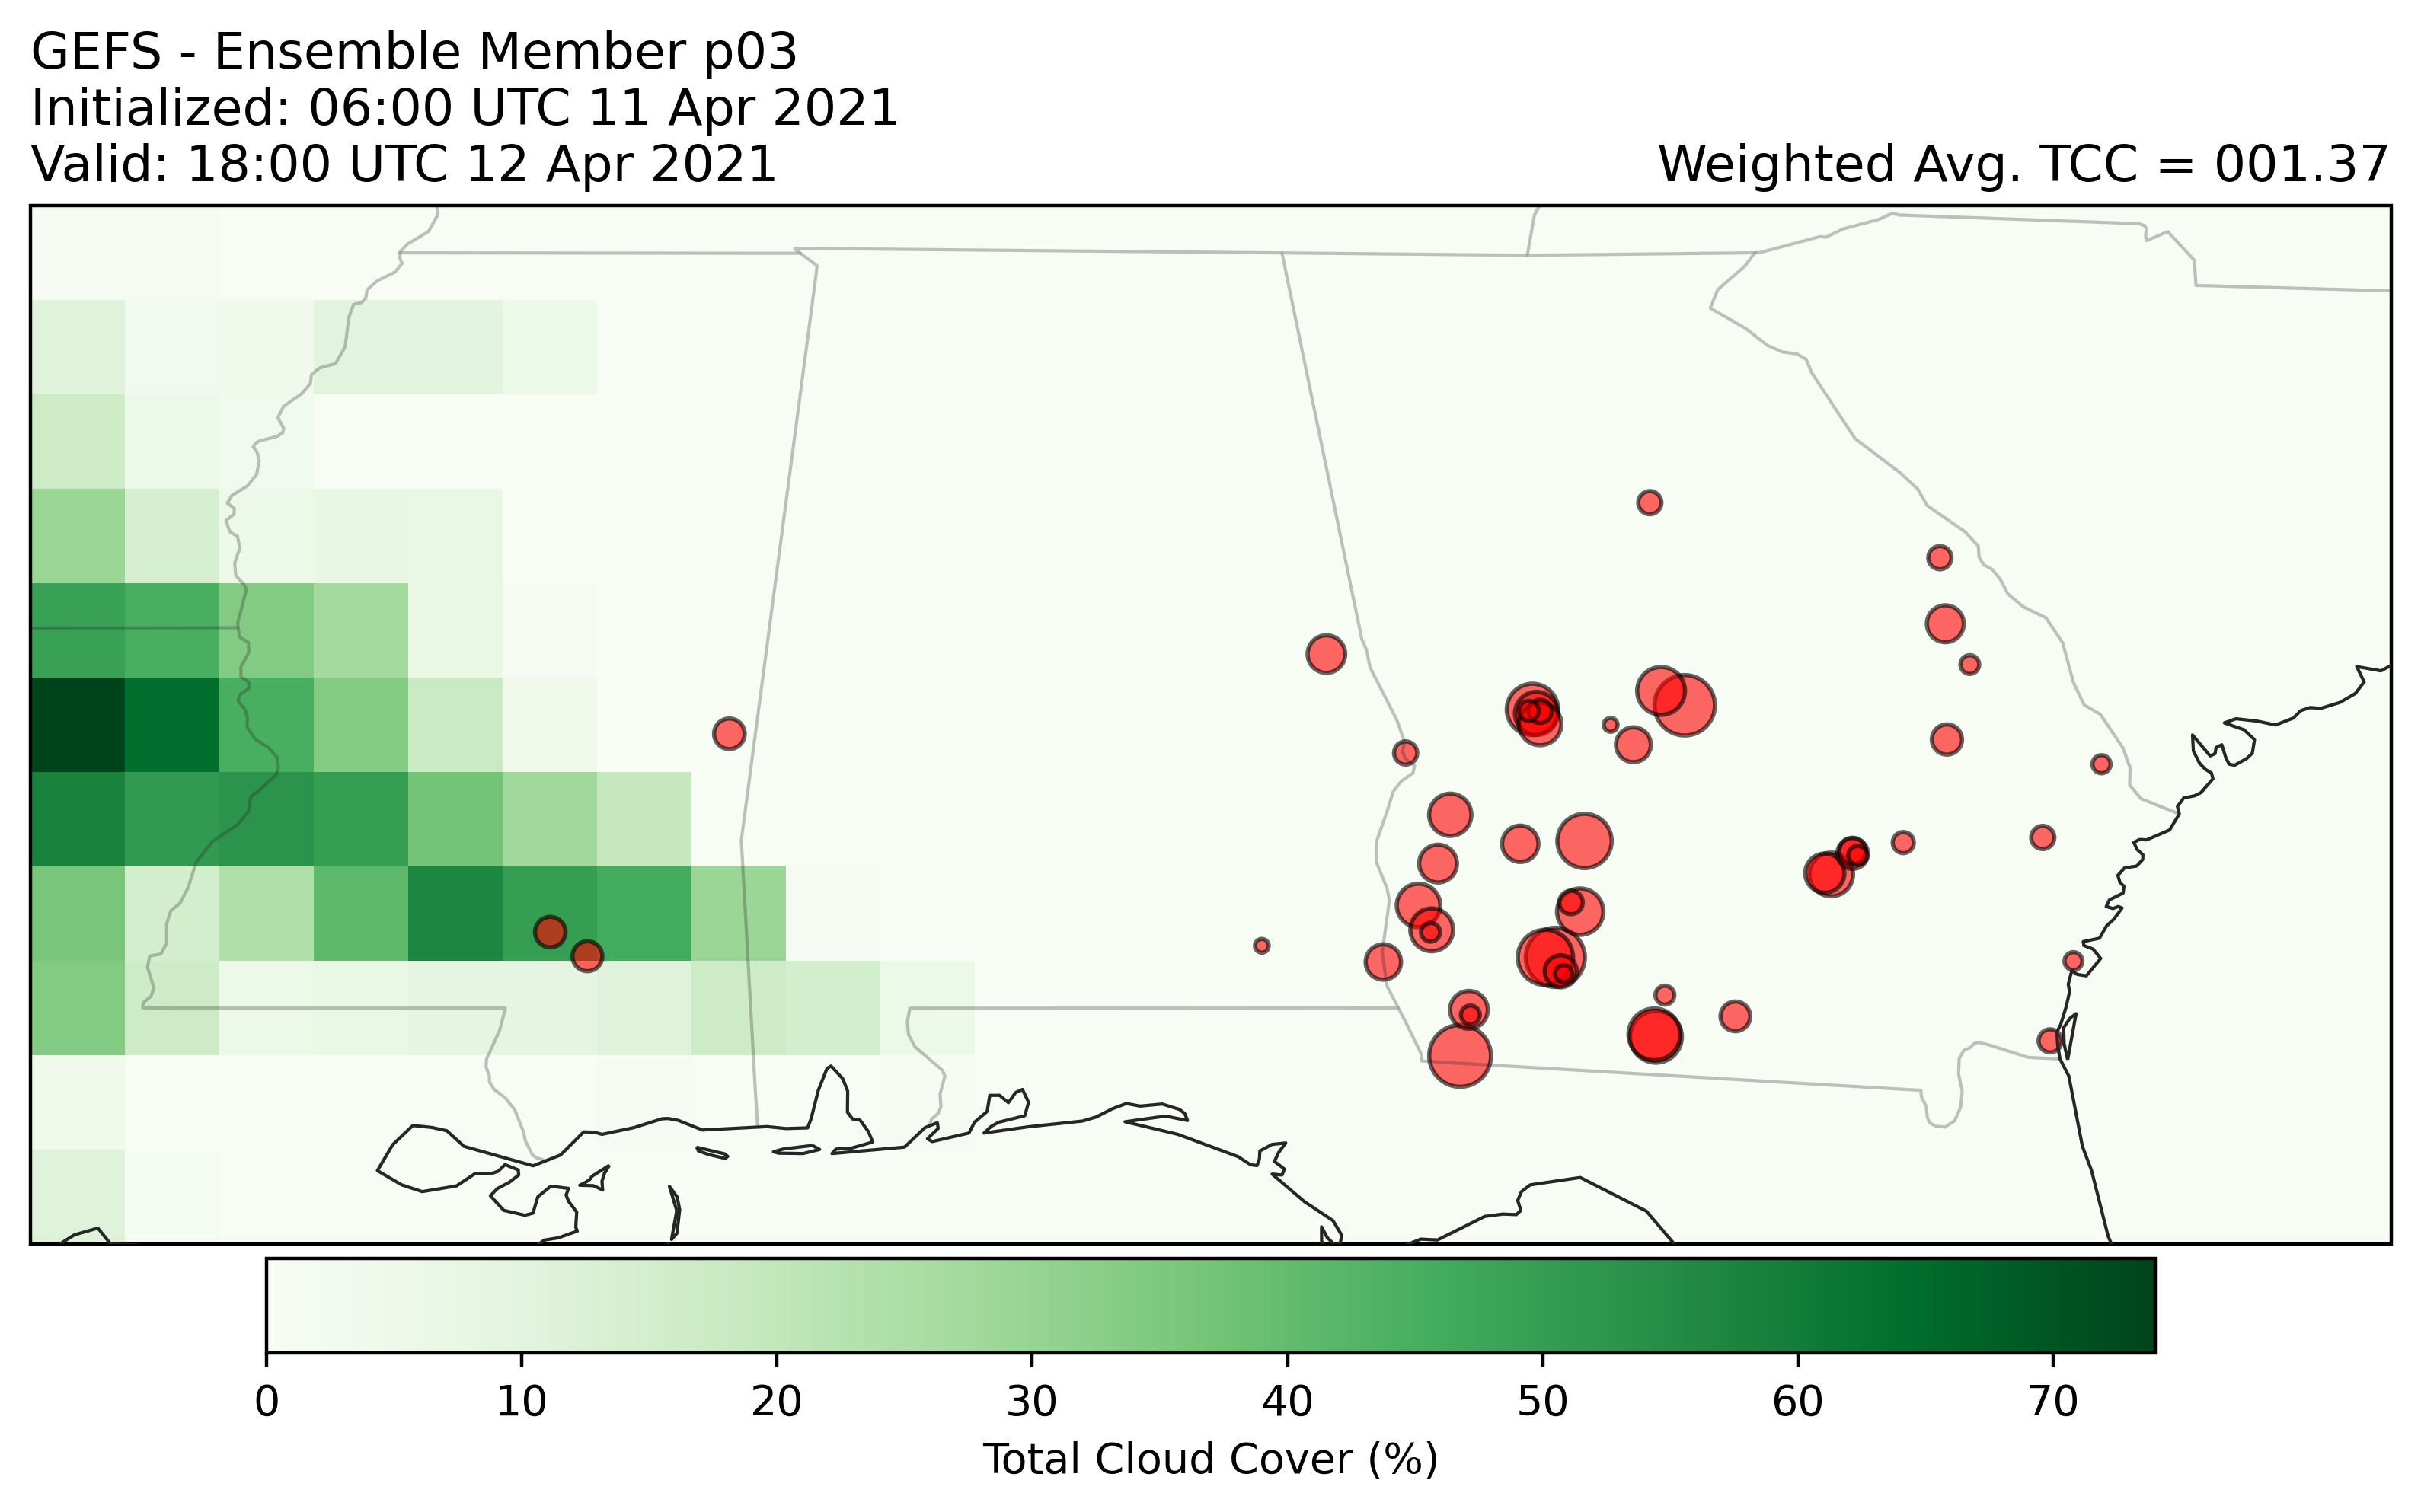 GEFS - Ensemble Member p03
Initialized: 06:00 UTC 11 Apr 2021
Valid: 18:00 UTC 12 Apr 2021
Weighted Avg. TCC = 001.37
0 10 20 30 40 50 60 70
Total Cloud Cover (%)